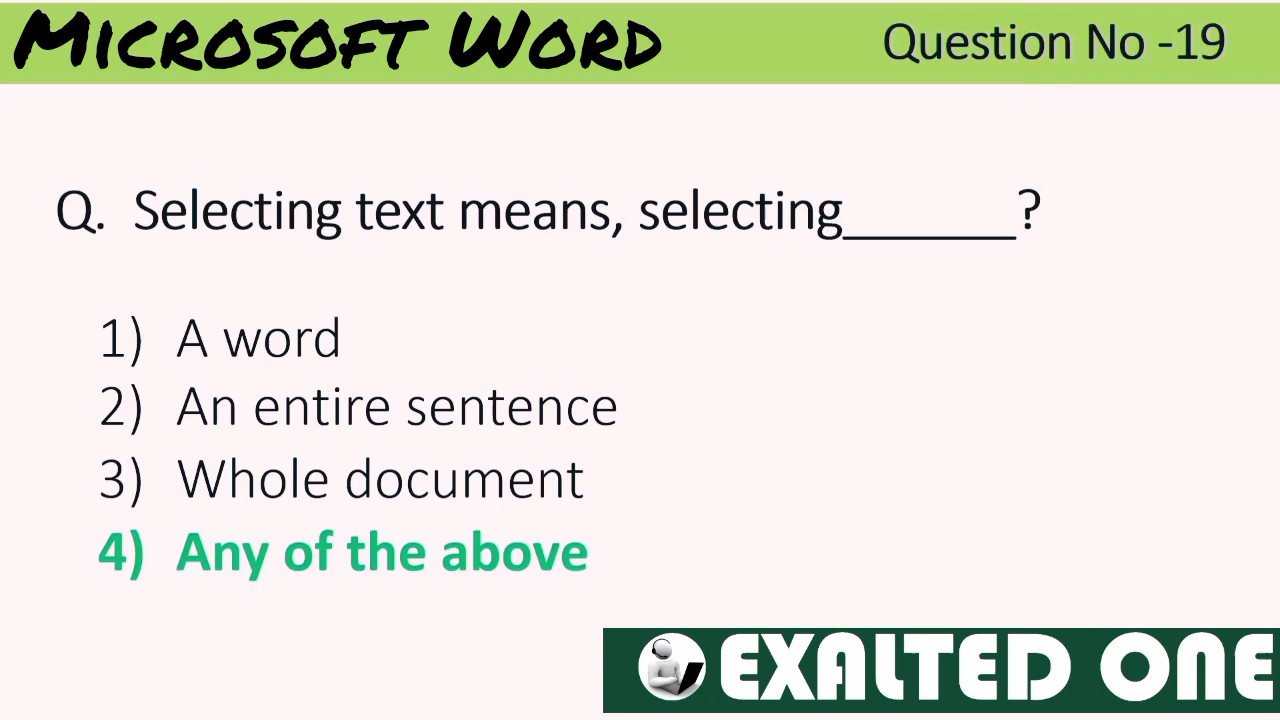 Microsoft Word
Question No -19
Q. Selecting text means, selecting______?
1) A word
2) An entire sentence
3) Whole document
4) Any of the above
EXALTED ONE